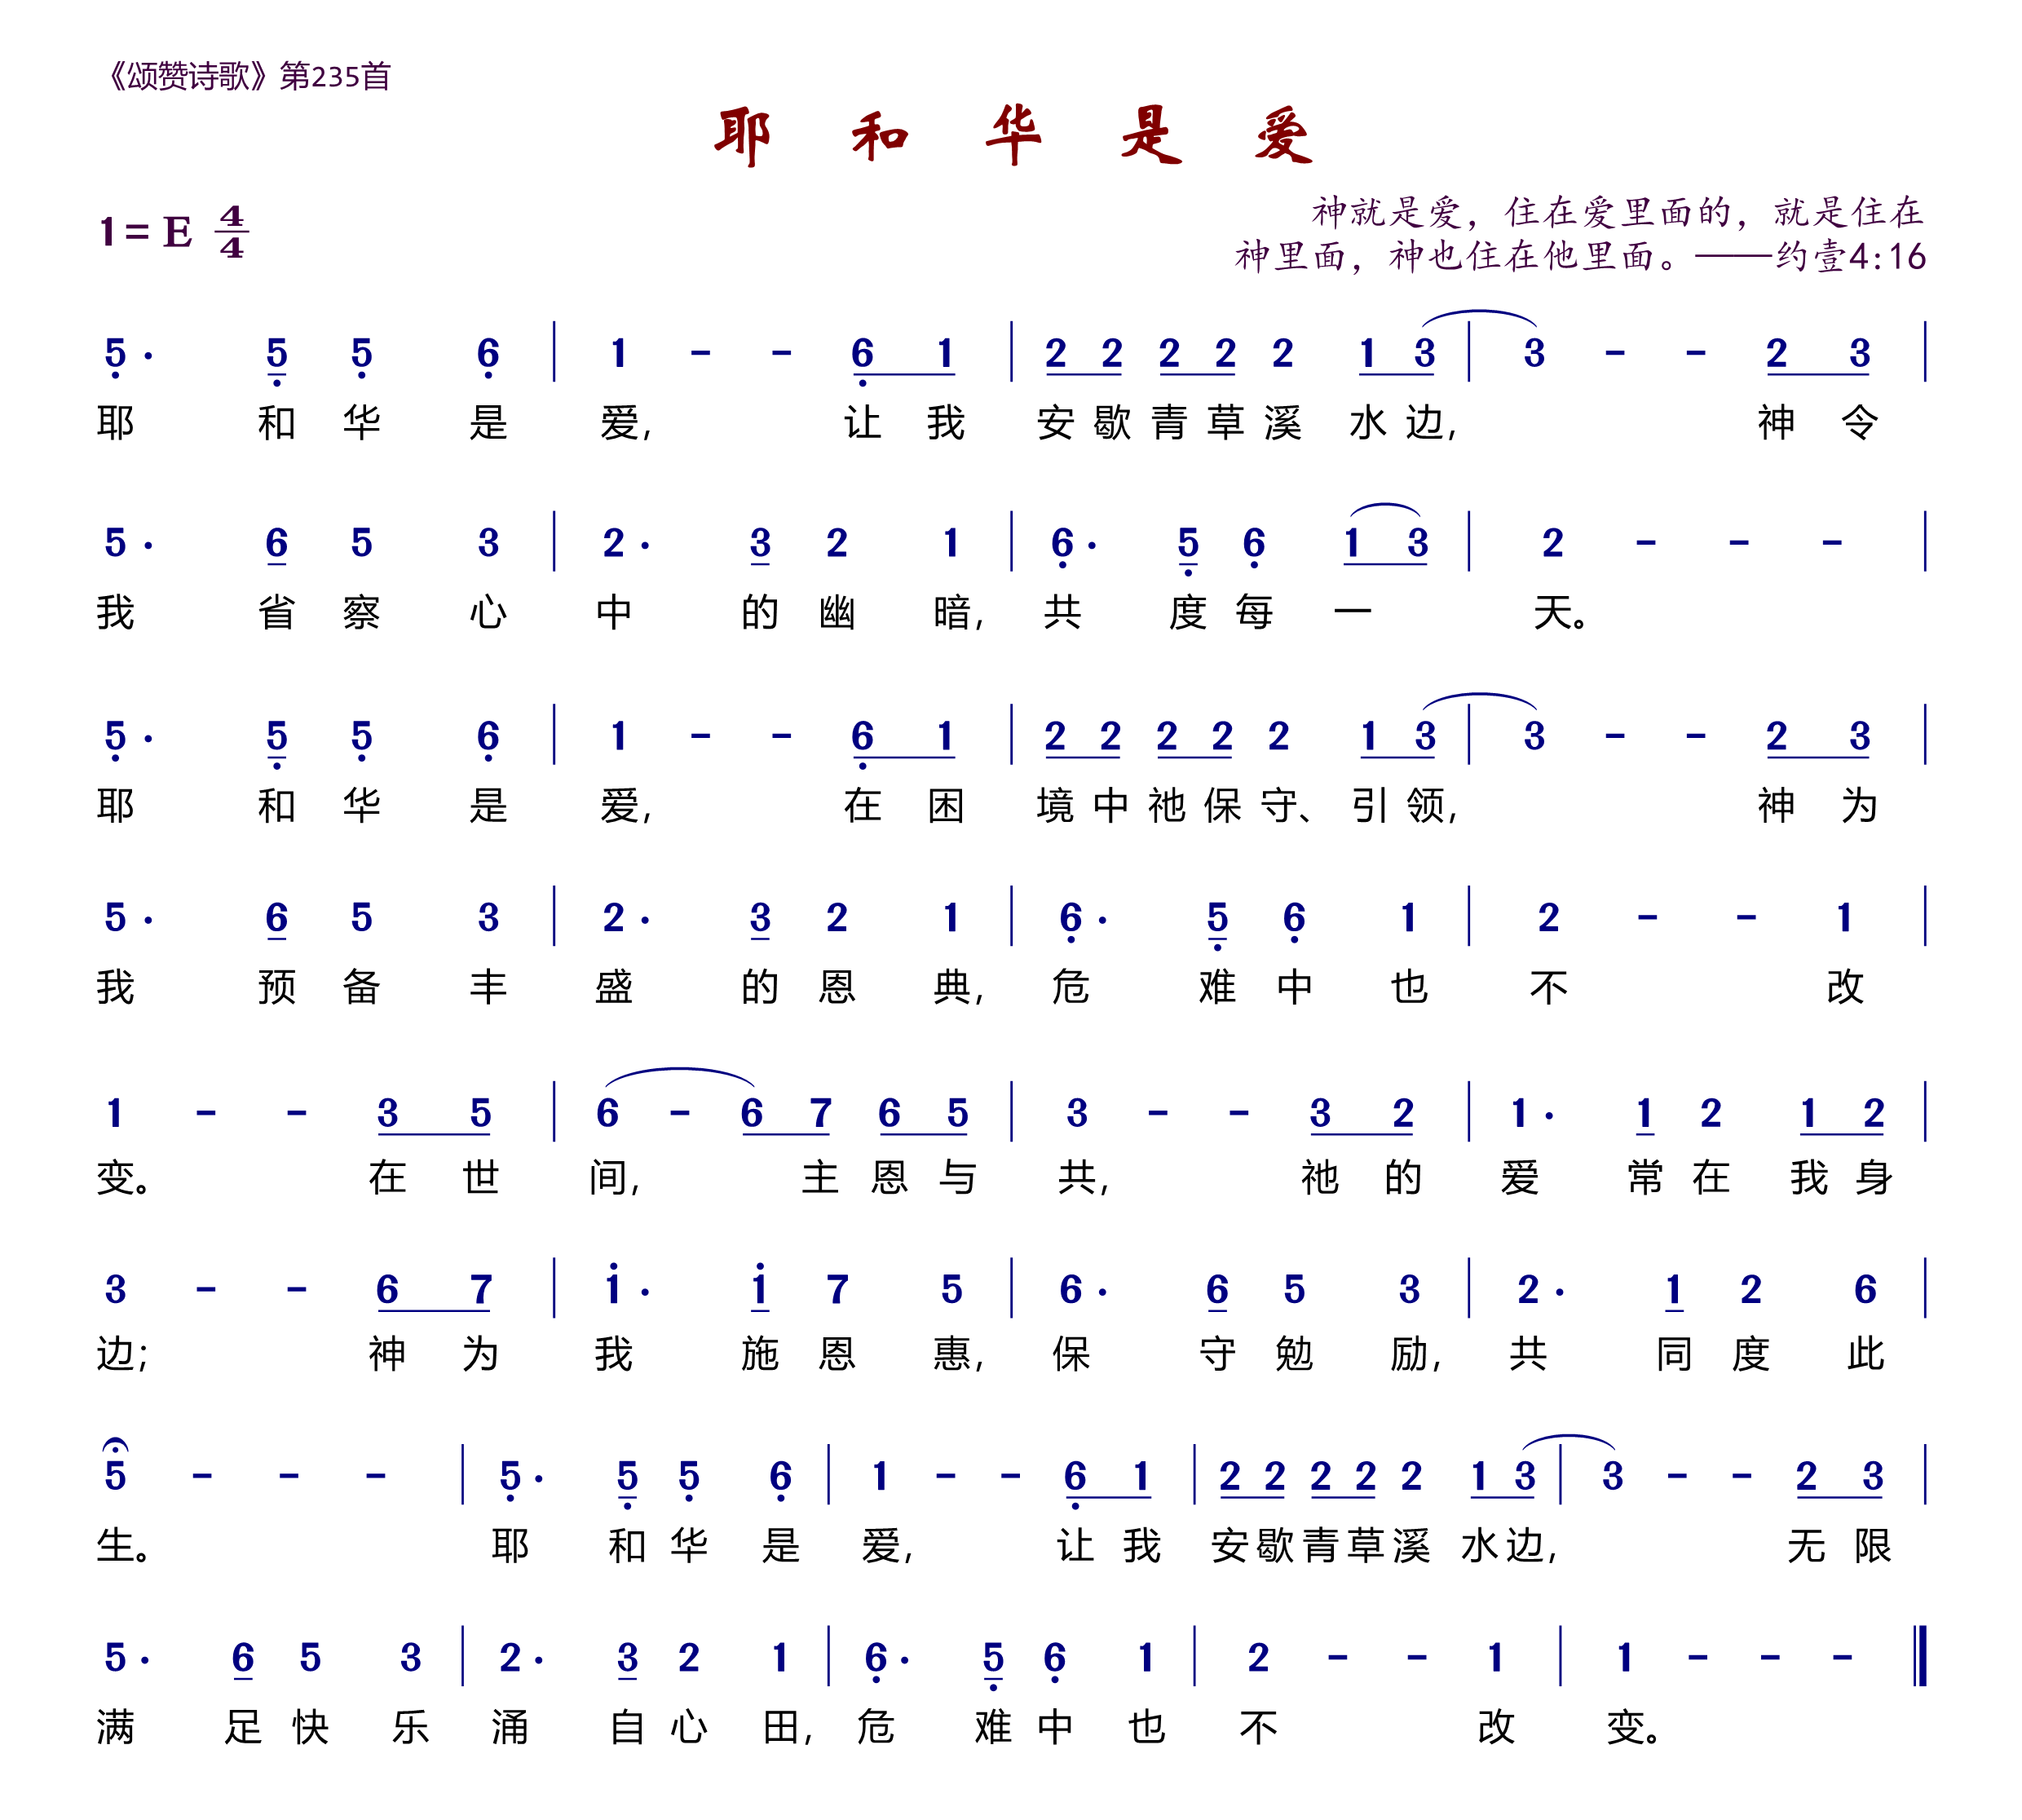 《颂赞诗歌》第235首
耶 和 华 是 爱
1= E 4/4
神就是爱，住在爱里面的，就是住在
神里面，神也住在他里面。——约壹4:16
5̣ · 5̣ 5̣ 6̣ | 1 - - 6̣ 1 | 2 2 2 2 2 1 3 | 3 - - 2 3 |
耶 和 华 是 爱, 让 我 安 歇 青 草 溪 水 边, 神 令
5 · 6 5 3 | 2 · 3 2 1 | 6̣ · 5̣ 6̣ 1 3 | 2 - - - |
我 省 察 心 中 的 幽 暗, 共 度 每 一 天。
5̣ · 5̣ 5̣ 6̣ | 1 - - 6̣ 1 | 2 2 2 2 2 1 3 | 3 - - 2 3 |
耶 和 华 是 爱, 在 困 境 中 祂 保 守、 引 领, 神 为
5 · 6 5 3 | 2 · 3 2 1 | 6̣ · 5̣ 6̣ 1 | 2 - - 1 |
我 预 备 丰 盛 的 恩 典, 危 难 中 也 不 改
1 - - 3 5 | 6 - 6 7 6 5 | 3 - - 3 2 | 1 · 1 2 1 2 |
变。 在 世 间, 主 恩 与 共, 祂 的 爱 常 在 我 身
3 - - 6 7 | 1̇ · 1̇ 7 5 | 6 · 6 5 3 | 2 · 1 2 6 |
边; 神 为 我 施 恩 惠, 保 守 勉 励, 共 同 度 此
5 - - - | 5̣ · 5̣ 5̣ 6̣ | 1 - - 6̣ 1 | 2 2 2 2 2 1 3 | 3 - - 2 3 |
生。 耶 和 华 是 爱, 让 我 安 歇 青 草 溪 水 边, 无 限
5 · 6 5 3 | 2 · 3 2 1 | 6̣ · 5̣ 6̣ 1 | 2 - - 1 | 1 - - - ‖
满 足 快 乐 涌 自 心 田, 危 难 中 也 不 改 变。